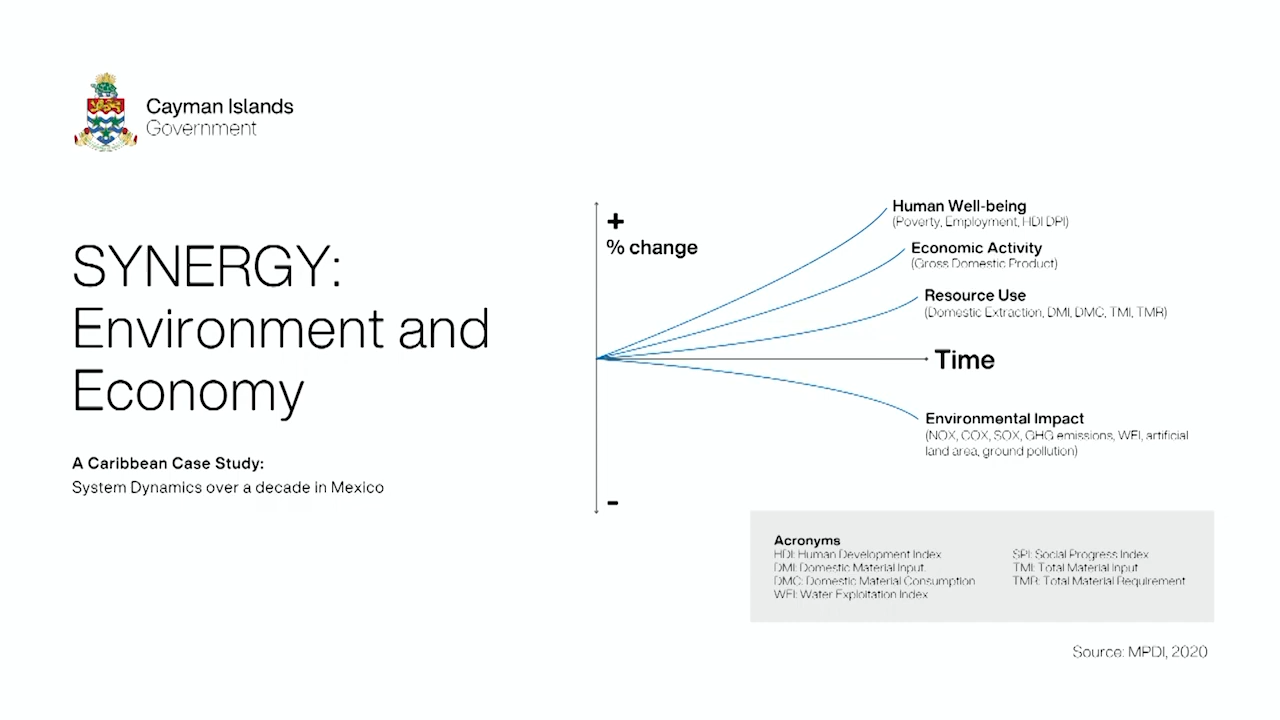 Cayman Islands
Government
SYNERGY:
Environment and
Economy
A Caribbean Case Study:
System Dynamics over a decade in Mexico
+
% change
Human Well-being
(Poverty, Employment, HDI DPI)
Economic Activity
(Gross Domestic Product)
Resource Use
(Domestic Extraction, DMI, DMC, TMI, TMR)
Time
Environmental Impact
(NOX, COX, SOX, GHG emissions, WEI, artificial
land area, ground pollution)
-
Acronyms
HDI: Human Development Index
DMI: Domestic Material Input.
DMC: Domestic Material Consumption
WEI: Water Exploitation Index
SPI: Social Progress Index
TMI: Total Material Input
TMR: Total Material Requirement
Source: MPDI, 2020